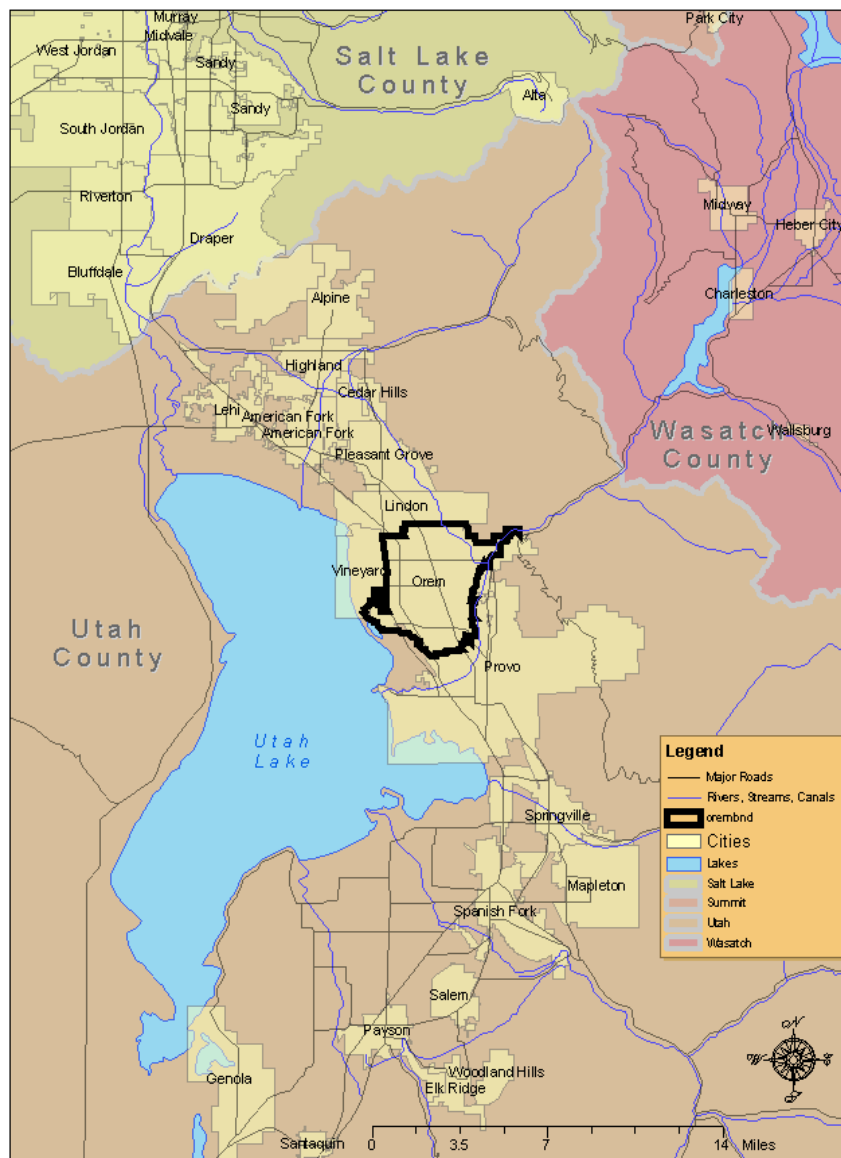 Murray
Park City
Midvale
West Jordan
Sandy
Salt Lake
County
Alta
Sandy
South Jordan
Riverton
Midway
Heber City
Draper
Bluffdale
Alpine
Charleston
Highland
Cedar Hills
Lehi
American Fork
American Fork
Wallsburg
Wasatch
County
Pleasant Grove
Lindon
Vineyard
Orem
Utah
County
Provo
Utah
Lake
Legend
Major Roads
Rivers, Streams, Canals
orembnd
Cities
Lakes
Salt Lake
Summit
Utah
Wasatch
Springville
Mapleton
Spanish Fork
Salem
Payson
Woodland Hills
Elk Ridge
Genola
Santaquin
N
W
E
S
0 3.5 7 14 Miles